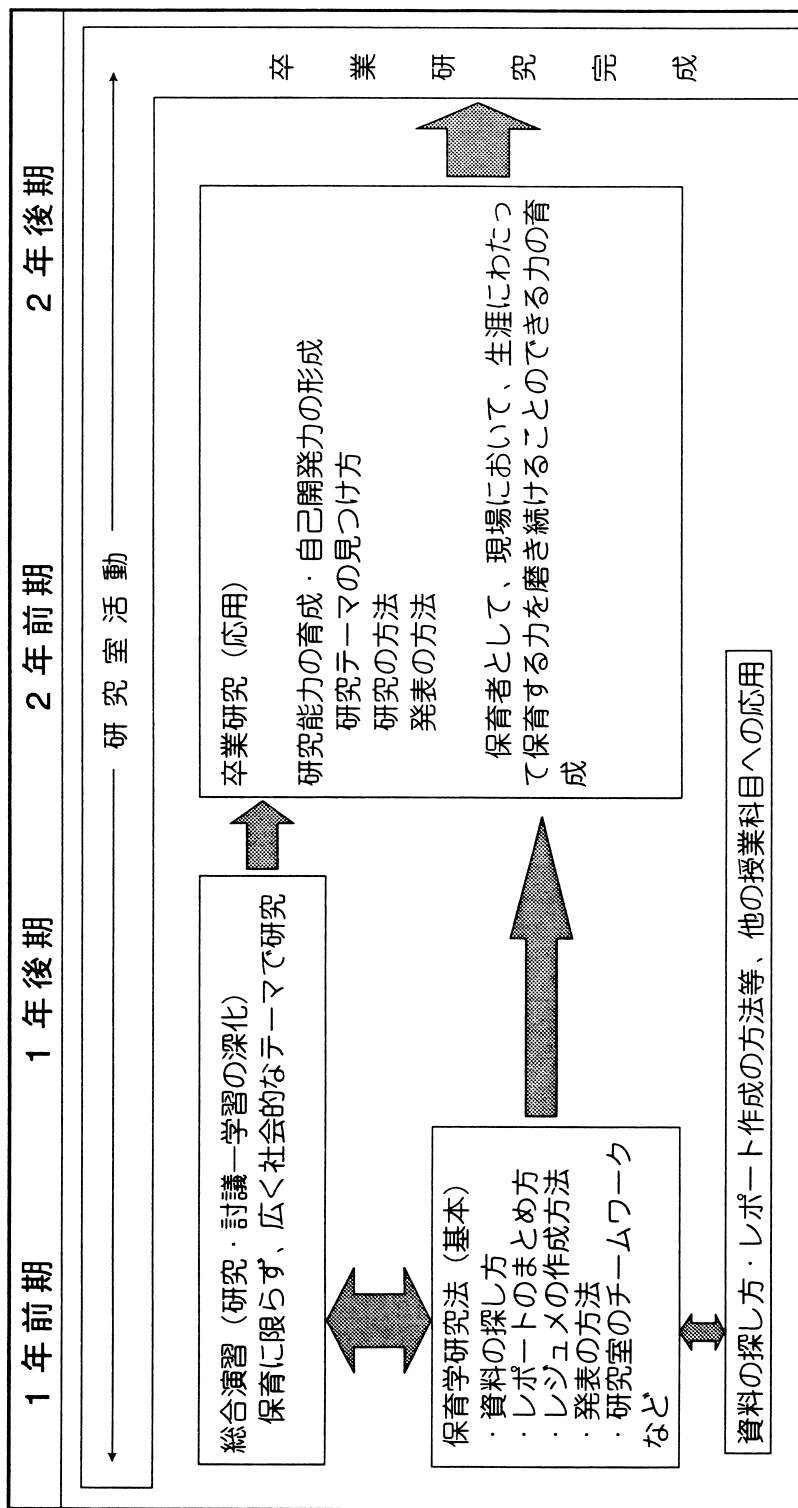 1年前期 1年後期 2年前期 2年後期
研究室活動
総合演習（研究・討議―学習の深化）
保育に限らず、広く社会的なテーマで研究
保育学研究法（基本）
・資料の探し方
・レポートのまとめ方
・レジュメの作成方法
・発表の方法
・研究室のチームワーク
など
資料の探し方・レポート作成の方法等、他の授業科目への応用
卒業研究（応用）
研究能力の育成・自己開発力の形成
研究テーマの見つけ方
研究の方法
発表の方法
保育者として、現場において、生涯にわたっ
て保育する力を磨き続けることのできる力の育
成
卒業研究完成